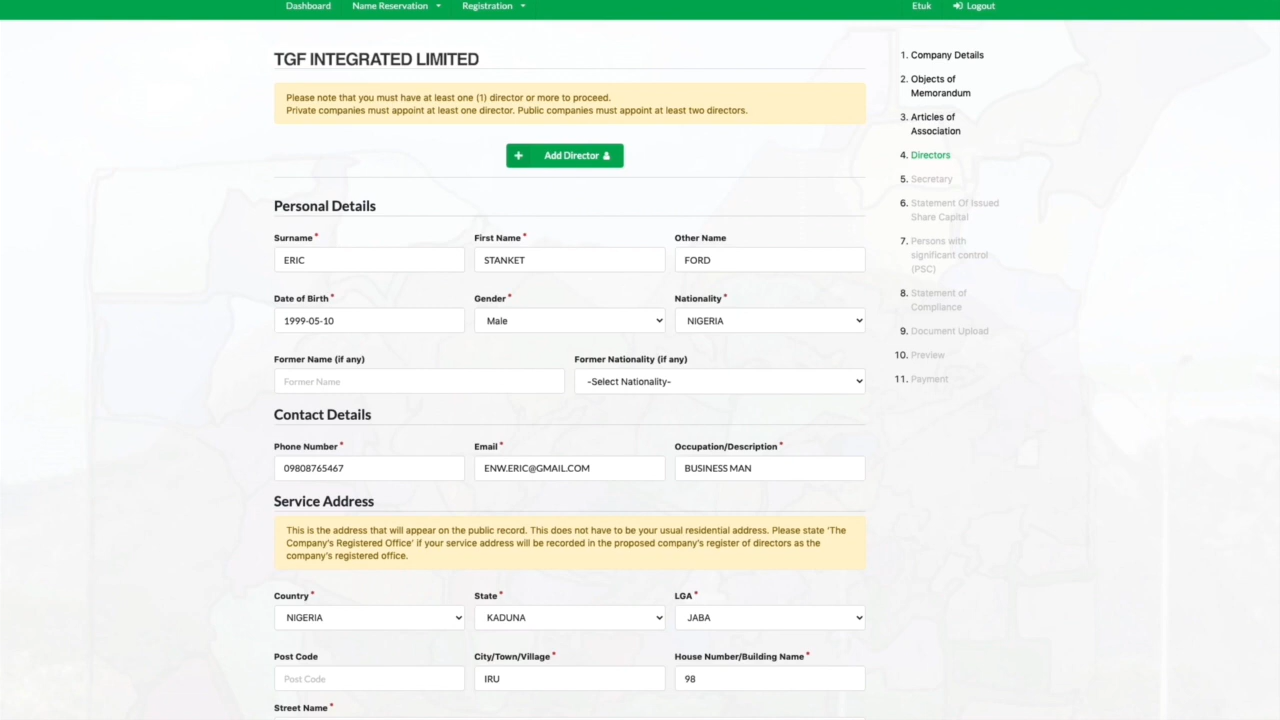 Dashboard Name Reservation Registration Etuk Logout
TGF INTEGRATED LIMITED
Please note that you must have at least one (1) director or more to proceed.
Private companies must appoint at least one director. Public companies must appoint at least two directors.
+ Add Director
Personal Details
Surname * First Name * Other Name
ERIC STANKET FORD
Date of Birth * Gender * Nationality *
1999-05-10 Male NIGERIA
Former Name (if any) Former Nationality (if any)
Former Name -Select Nationality-
Contact Details
Phone Number * Email * Occupation/Description *
09808765467 ENW.ERIC@GMAIL.COM BUSINESS MAN
Service Address
This is the address that will appear on the public record. This does not have to be your usual residential address. Please state 'The
Company's Registered Office' if your service address will be recorded in the proposed company's register of directors as the
company's registered office.
Country * State * LGA *
NIGERIA KADUNA JABA
Post Code City/Town/Village * House Number/Building Name *
Post Code IRU 98
Street Name *
1. Company Details
2. Objects of
Memorandum
3. Articles of
Association
4. Directors
5. Secretary
6. Statement Of Issued
Share Capital
7. Persons with
significant control
(PSC)
8. Statement of
Compliance
9. Document Upload
10. Preview
11. Payment